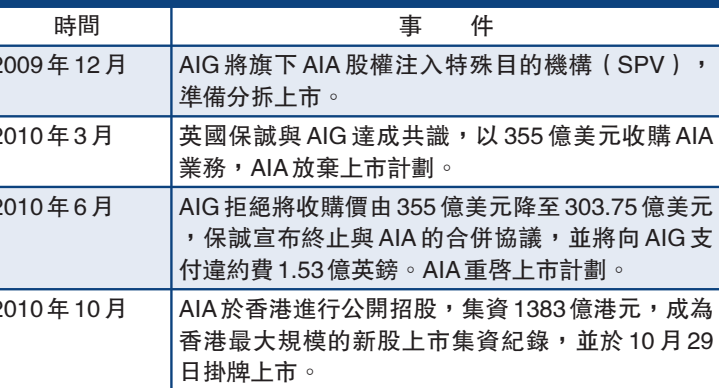 時間 事 件
2009年12月 AIG將旗下AIA股權注入特殊目的機構（SPV），
準備分拆上市。
2010年3月 英國保誠與AIG達成共識，以355億美元收購AIA
業務，AIA放棄上市計劃。
2010年6月 AIG拒絕將收購價由355億美元降至303.75億美元
，保誠宣布終止與AIA的合併協議，並將向AIG支
付違約費1.53億英鎊。AIA重啓上市計劃。
2010年10月 AIA於香港進行公開招股，集資1383億港元，成為
香港最大規模的新股上市集資紀錄，並於10月29
日掛牌上市。